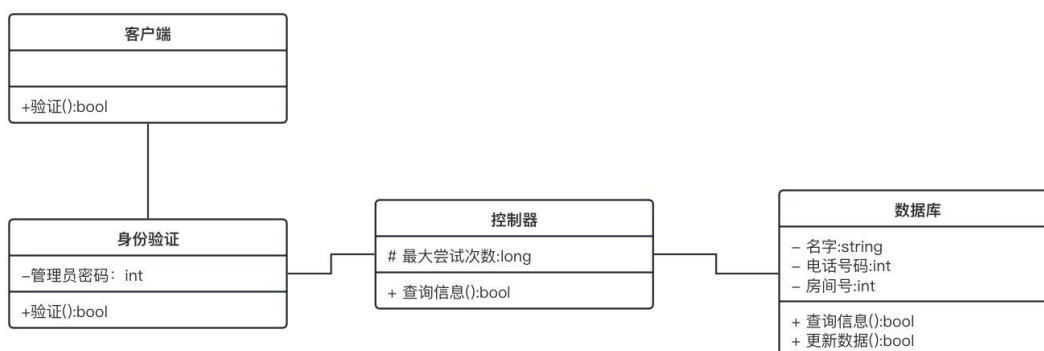 客户端
+验证():bool
身份验证
–管理员密码：int
+验证():bool
控制器
# 最大尝试次数:long
+ 查询信息():bool
数据库
– 名字:string
– 电话号码:int
– 房间号:int
+ 查询信息():bool
+ 更新数据():bool